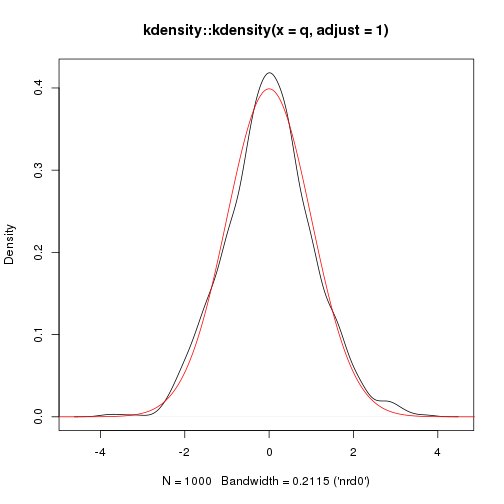 kdensity::kdensity(x = q, adjust = 1)
Density
0.4
0.3
0.2
0.1
0.0
-4 -2 0 2 4
N = 1000 Bandwidth = 0.2115 ('nrd0')